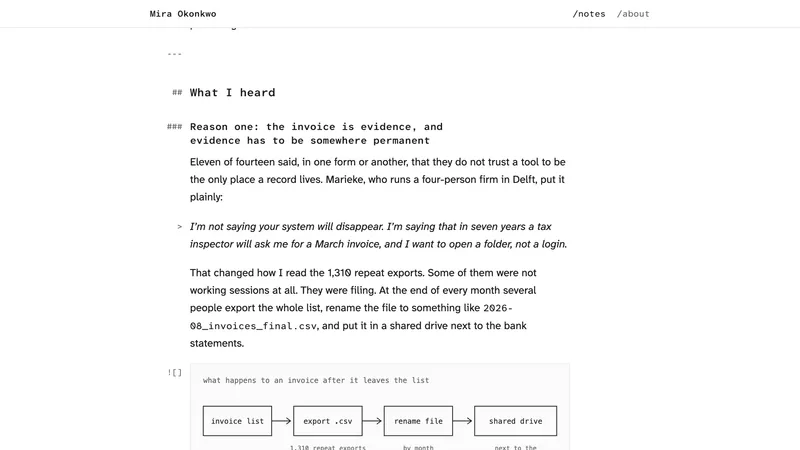 Mira Okonkwo
/notes /about
---
## What I heard
### Reason one: the invoice is evidence, and
evidence has to be somewhere permanent
Eleven of fourteen said, in one form or another, that they do not trust a tool to be
the only place a record lives. Marieke, who runs a four-person firm in Delft, put it
plainly:
> I’m not saying your system will disappear. I’m saying that in seven years a tax
inspector will ask me for a March invoice, and I want to open a folder, not a login.
That changed how I read the 1,310 repeat exports. Some of them were not
working sessions at all. They were filing. At the end of every month several
people export the whole list, rename the file to something like 2026-
08_invoices_final.csv, and put it in a shared drive next to the bank
statements.
![]
what happens to an invoice after it leaves the list
invoice list
export .csv
rename file
shared drive
1,310 repeat exports
by month
next to the